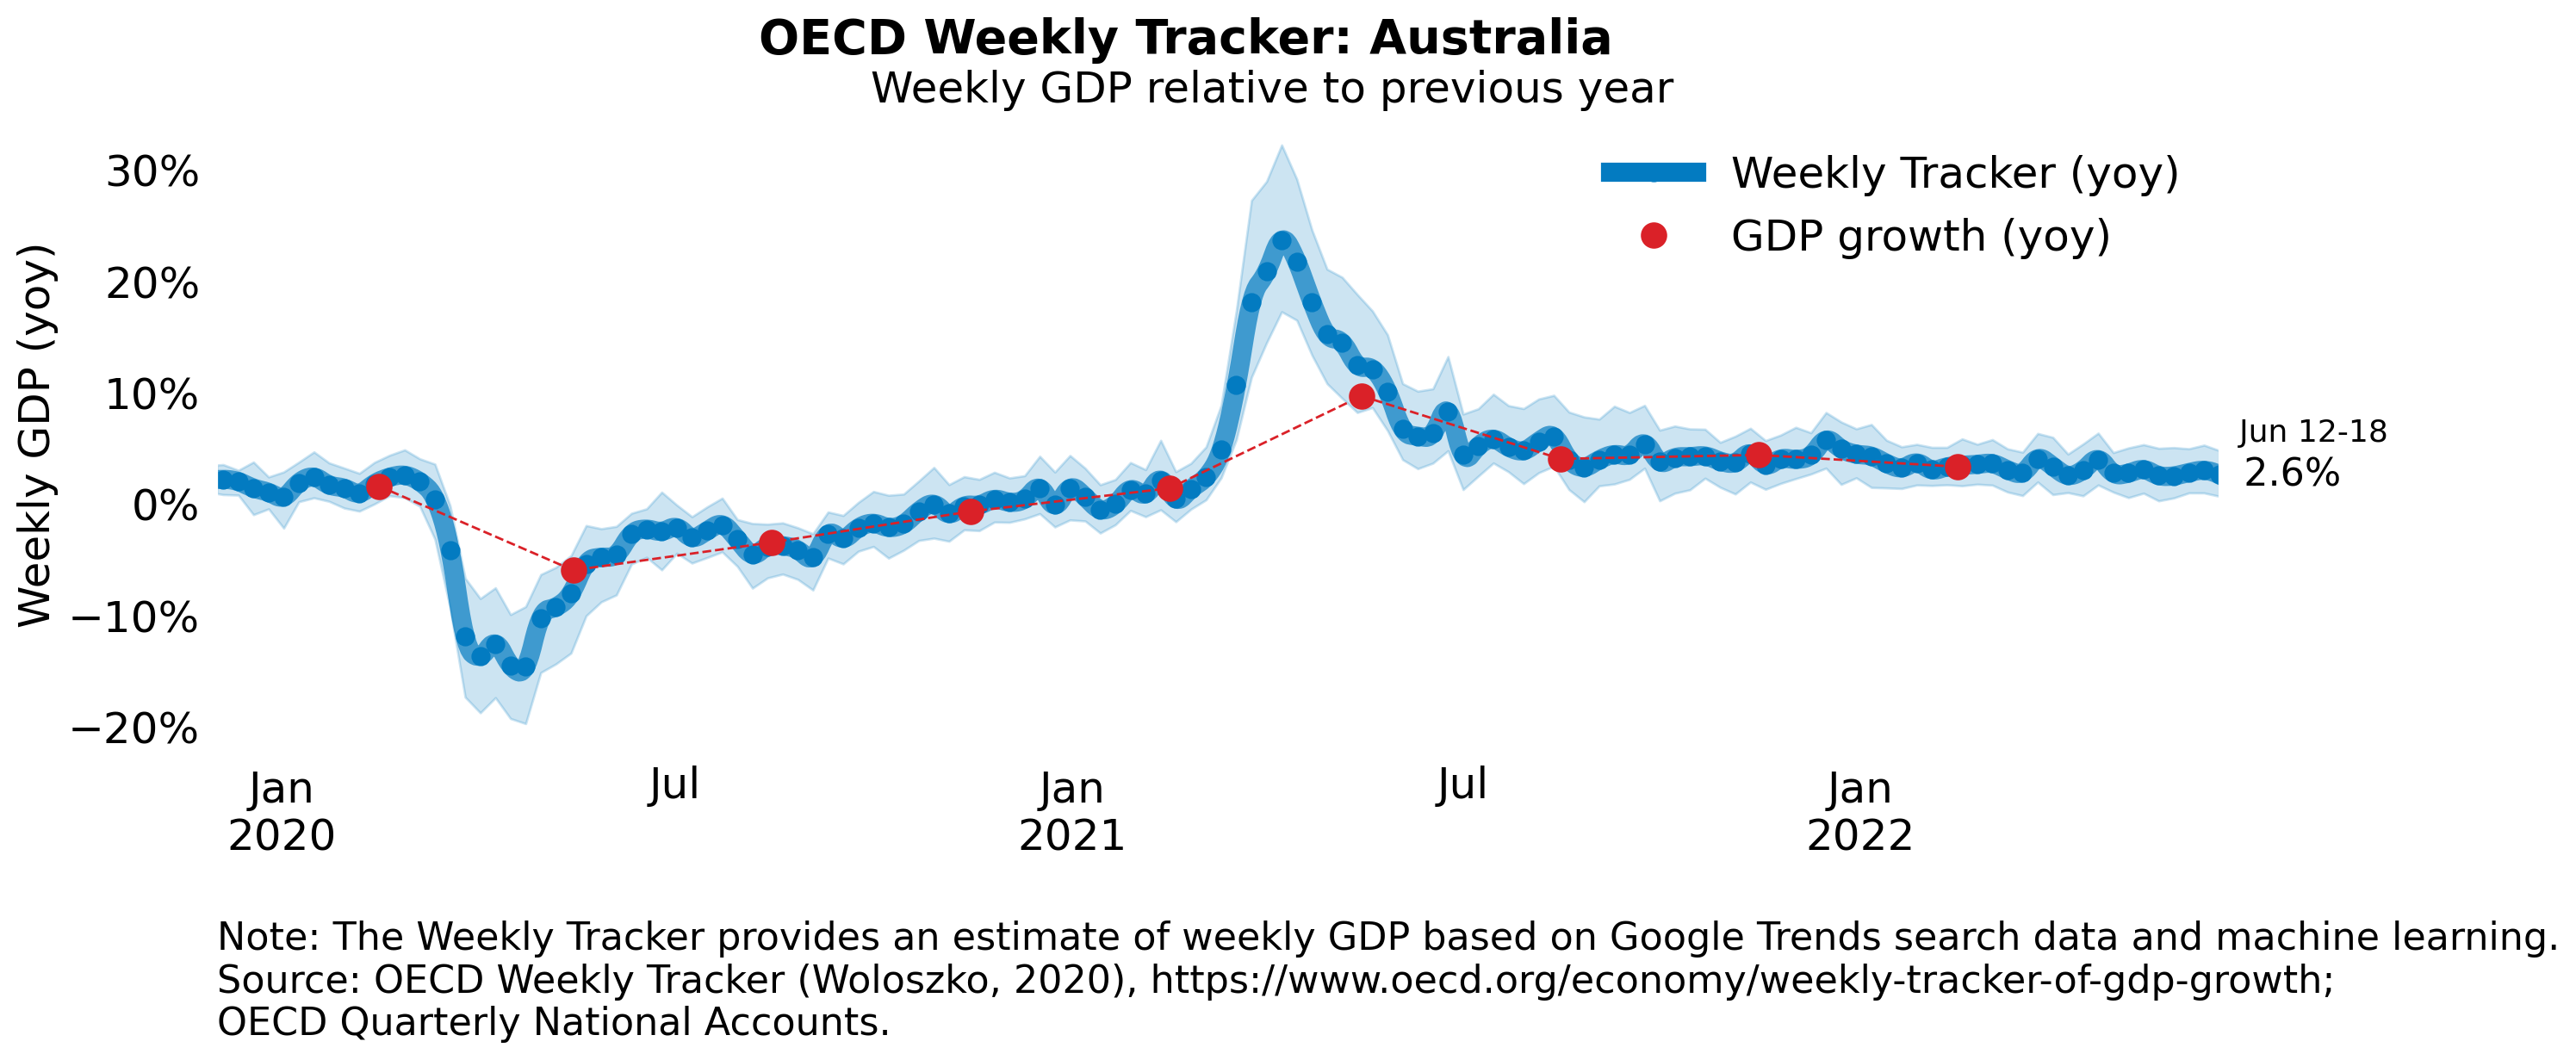 OECD Weekly Tracker: Australia
Weekly GDP relative to previous year
Weekly GDP (yoy)
30%
20%
10%
0%
−10%
−20%
Weekly Tracker (yoy)
GDP growth (yoy)
Jun 12-18
2.6%
Jan
2020
Jul
Jan
2021
Jul
Jan
2022
Note: The Weekly Tracker provides an estimate of weekly GDP based on Google Trends search data and machine learning.
Source: OECD Weekly Tracker (Woloszko, 2020), https://www.oecd.org/economy/weekly-tracker-of-gdp-growth;
OECD Quarterly National Accounts.